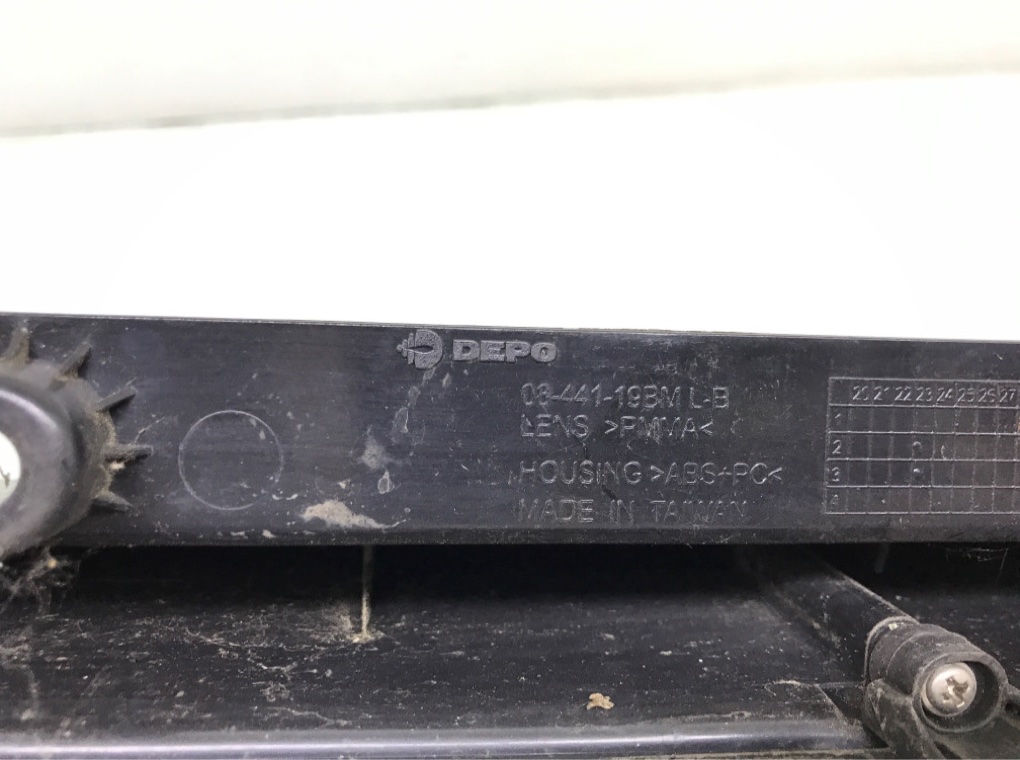 DEPO
03-441-19BM L-B
LENS >PMMA<
HOUSING >ABS+PC<
MADE IN TAIWAN
20 21 22 23 24 25 26 27
1
2
3
4